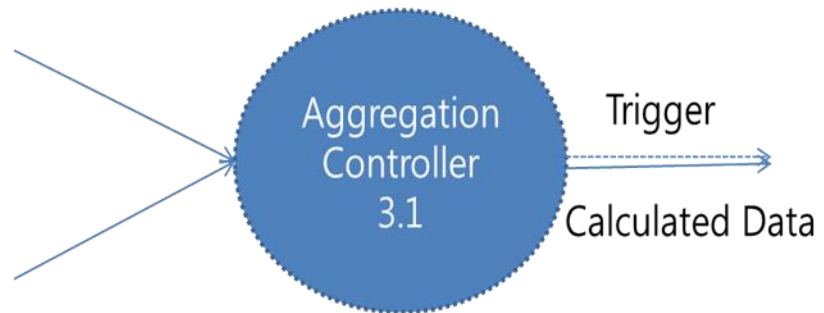 Aggregation
Controller
3.1
Trigger
Calculated Data